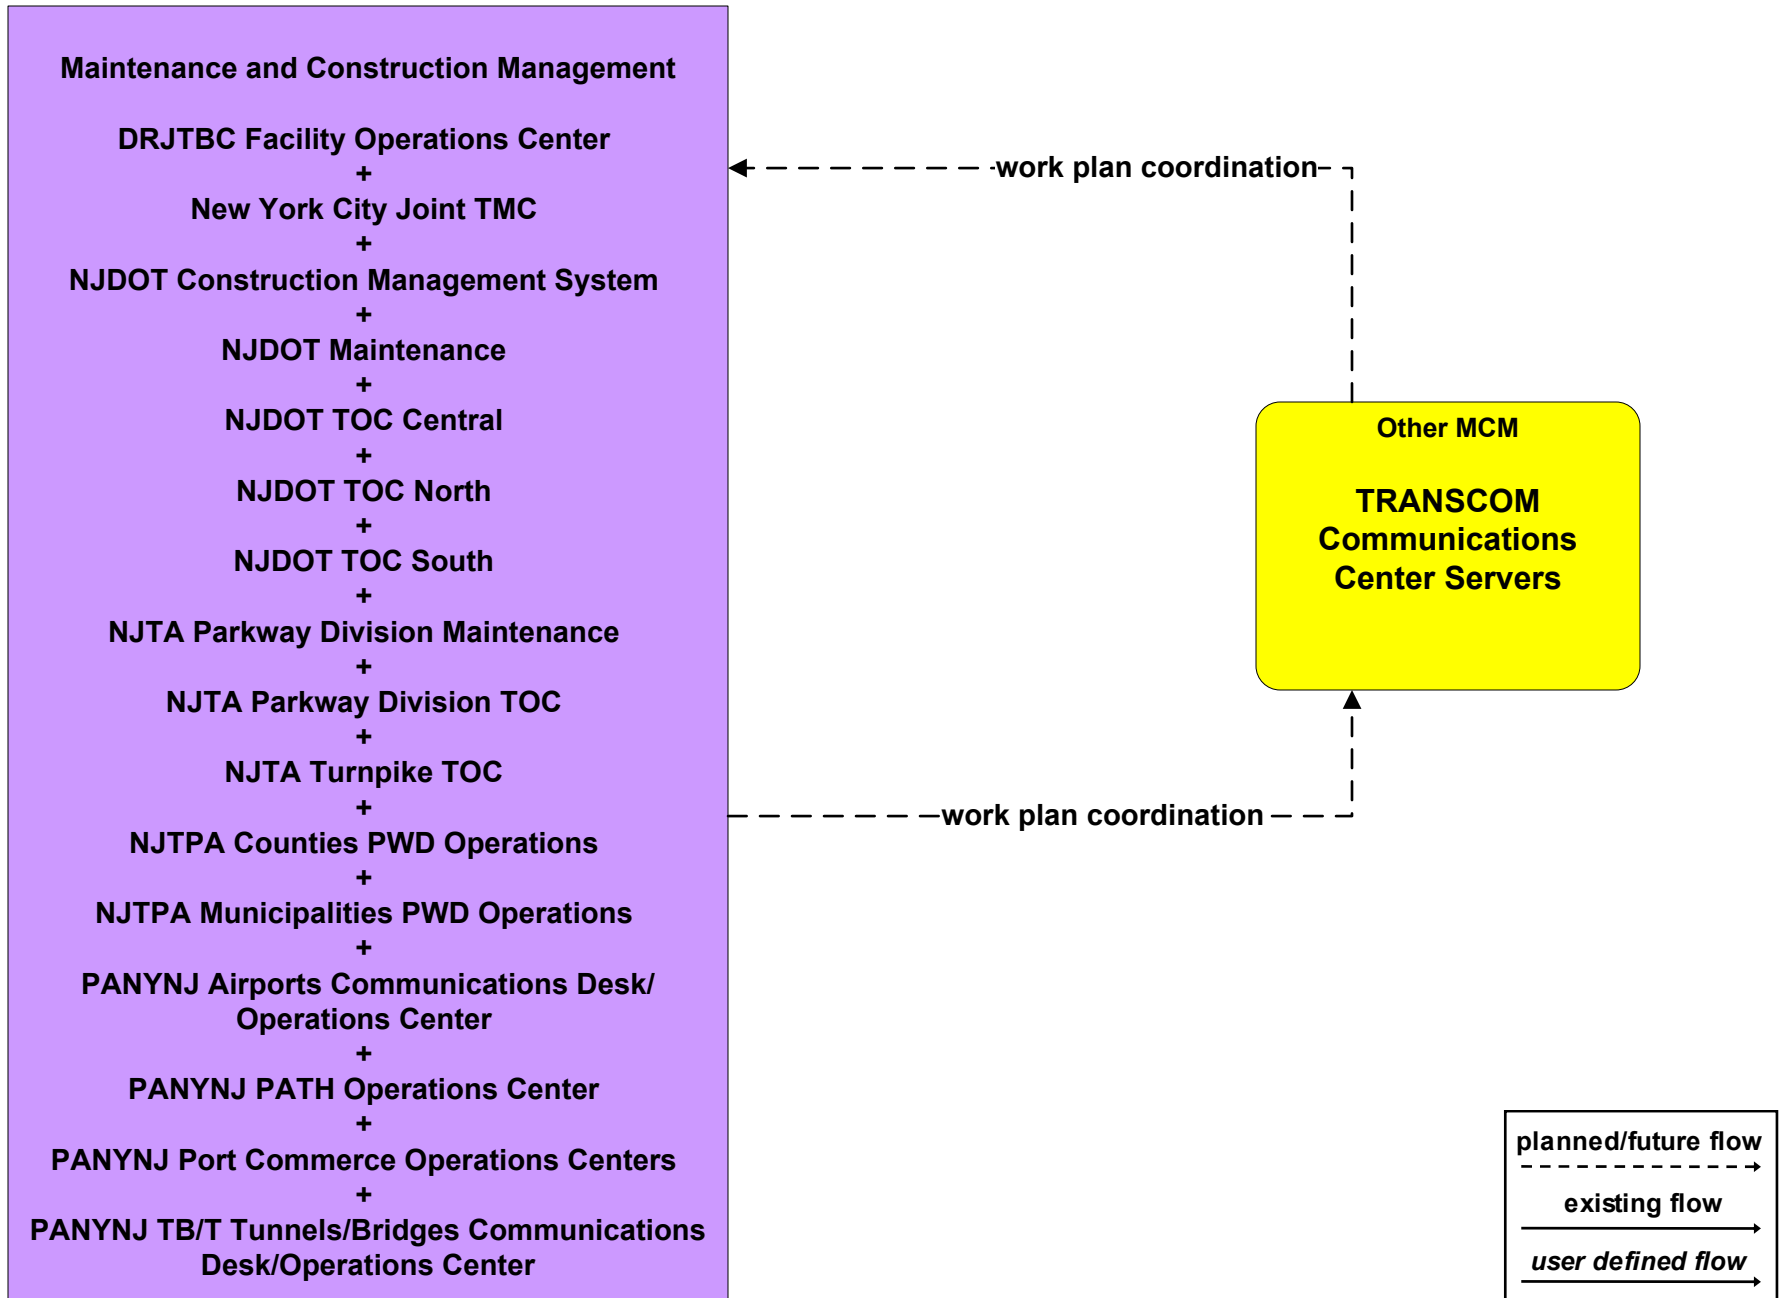 Maintenance and Construction Management
DRJTBC Facility Operations Center
+
New York City Joint TMC
+
NJDOT Construction Management System
+
NJDOT Maintenance
+
NJDOT TOC Central
+
NJDOT TOC North
+
NJDOT TOC South
+
NJTA Parkway Division Maintenance
+
NJTA Parkway Division TOC
+
NJTA Turnpike TOC
+
NJTPA Counties PWD Operations
+
NJTPA Municipalities PWD Operations
+
PANYNJ Airports Communications Desk/
Operations Center
+
PANYNJ PATH Operations Center
+
PANYNJ Port Commerce Operations Centers
+
PANYNJ TB/T Tunnels/Bridges Communications
Desk/Operations Center
work plan coordination
Other MCM
TRANSCOM
Communications
Center Servers
work plan coordination
planned/future flow
existing flow
user defined flow